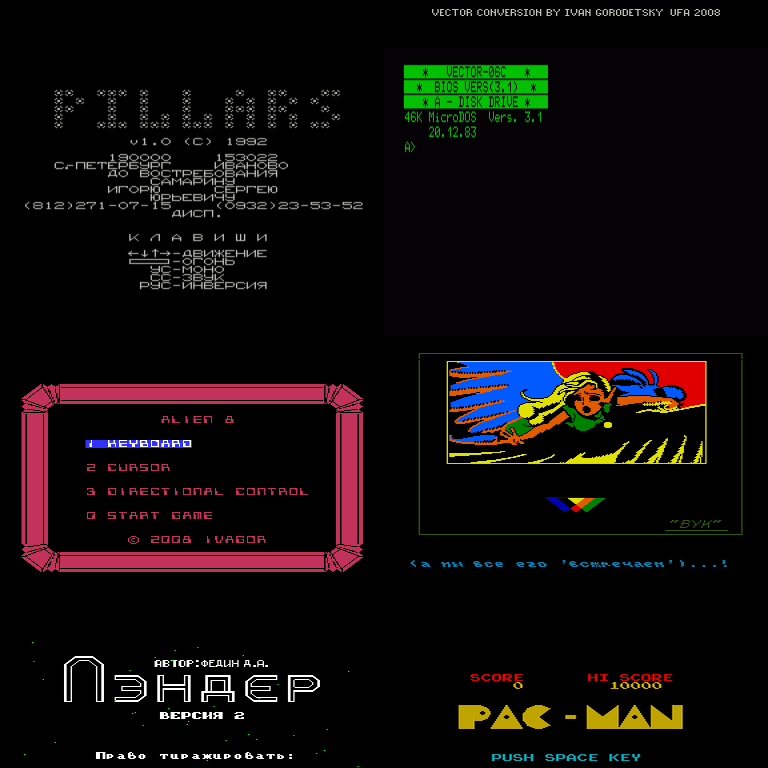 VECTOR CONVERSION BY IVAN GORODETSKY UFA 2008
PILLARS
v1.0 (C) 1992
190000 153022
С.-ПЕТЕРБУРГ ИВАНОВО
ДО ВОСТРЕБОВАНИЯ
САМАРИНУ
ИГОРЮ СЕРГЕЮ
ЮРЬЕВИЧУ
(812)271-07-15 (0932)23-53-52
ДИСП.
К Л А В И Ш И
←↓↑→-ДВИЖЕНИЕ
-ОГОНЬ
УС-МОНО
СС-ЗВУК
РУС-ИНВЕРСИЯ
* VECTOR-06C *
* BIOS VERS(3.1) *
* A - DISK DRIVE *
46K MicroDOS Vers. 3.1
20.12.83
A>
ALIEN 8
1 KEYBOARD
2 CURSOR
3 DIRECTIONAL CONTROL
0 START GAME
© 2008 IVAGOR
"BYK"
(а мы все его 'встречаем')...!
АВТОР:ФЕДИН Д.А.
ЛЭНДЕР
ВЕРСИЯ 2
Право тиражировать:
SCORE HI SCORE
0 10000
PAC-MAN
PUSH SPACE KEY